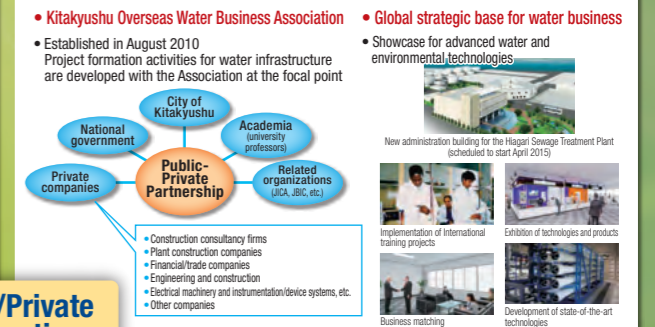 • Kitakyushu Overseas Water Business Association
• Established in August 2010
Project formation activities for water infrastructure
are developed with the Association at the focal point
City of
Kitakyushu
National
government
Academia
(university
professors)
Private
companies
Public-
Private
Partnership
Related
organizations
(JICA, JBIC, etc.)
• Construction consultancy firms
• Plant construction companies
• Financial/trade companies
• Engineering and construction
• Electrical machinery and instrumentation/device systems, etc.
• Other companies
/Private
• Global strategic base for water business
• Showcase for advanced water and
environmental technologies
New administration building for the Hiagari Sewage Treatment Plant
(scheduled to start April 2015)
Implementation of International
training projects
Exhibition of technologies and products
Business matching
Development of state-of-the-art
technologies